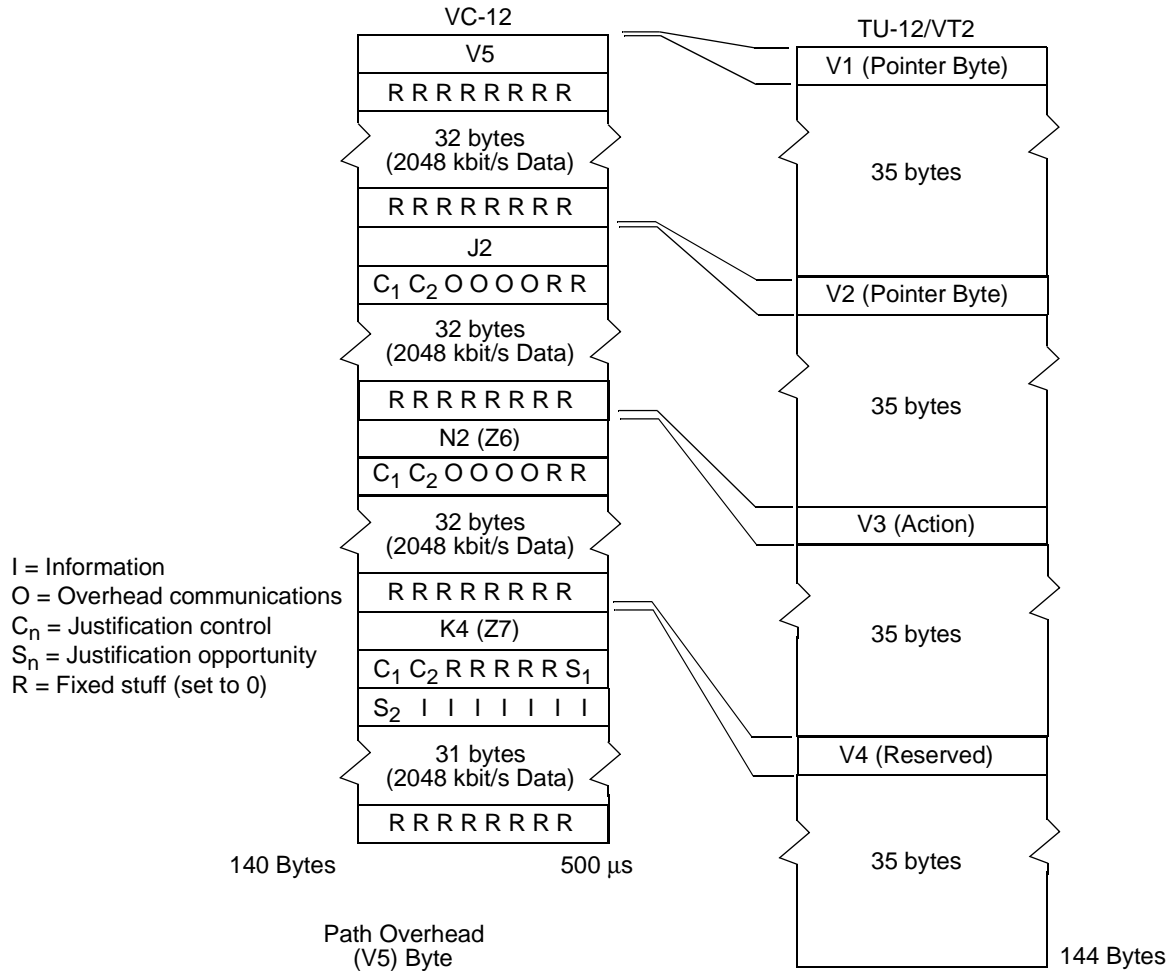 VC-12
V5
R R R R R R R R
32 bytes
(2048 kbit/s Data)
R R R R R R R R
J2
C1 C2 O O O O R R
32 bytes
(2048 kbit/s Data)
R R R R R R R R
N2 (Z6)
C1 C2 O O O O R R
32 bytes
(2048 kbit/s Data)
R R R R R R R R
K4 (Z7)
C1 C2 R R R R R S1
S2 I I I I I I I
31 bytes
(2048 kbit/s Data)
R R R R R R R R
140 Bytes
500 µs
I = Information
O = Overhead communications
Cn = Justification control
Sn = Justification opportunity
R = Fixed stuff (set to 0)
Path Overhead
(V5) Byte
TU-12/VT2
V1 (Pointer Byte)
35 bytes
V2 (Pointer Byte)
35 bytes
V3 (Action)
35 bytes
V4 (Reserved)
35 bytes
144 Bytes